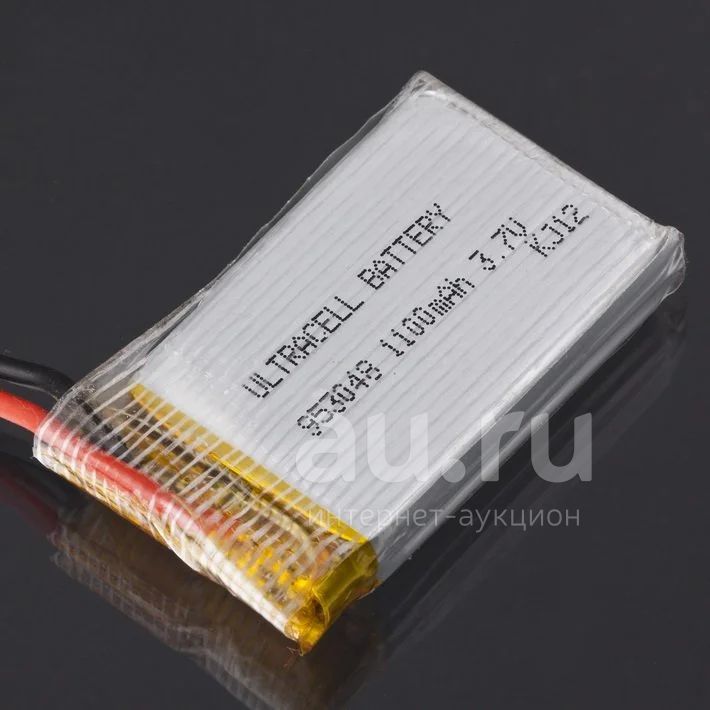 ULTRACELL BATTERY
953048 1100mAh 3.7V
KJ12
au.ru
интернет-аукцион